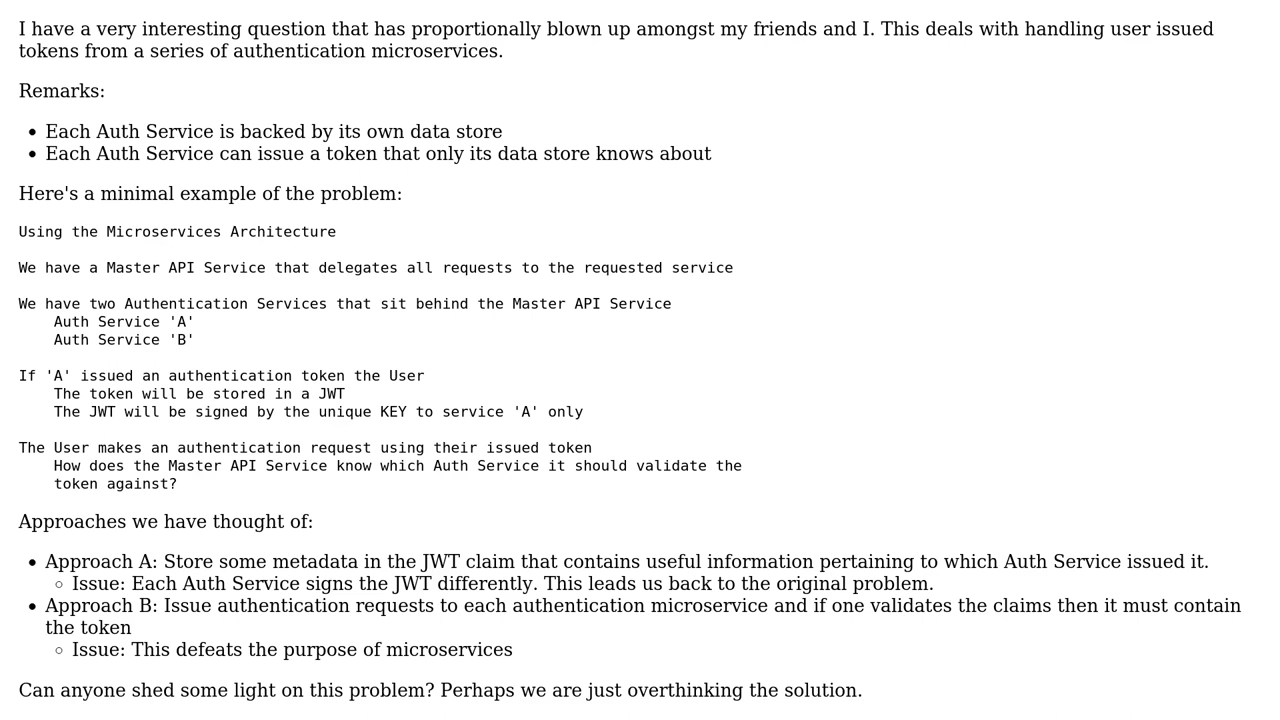 I have a very interesting question that has proportionally blown up amongst my friends and I. This deals with handling user issued
tokens from a series of authentication microservices.
Remarks:
• Each Auth Service is backed by its own data store
• Each Auth Service can issue a token that only its data store knows about
Here's a minimal example of the problem:
Using the Microservices Architecture
We have a Master API Service that delegates all requests to the requested service
We have two Authentication Services that sit behind the Master API Service
Auth Service 'A'
Auth Service 'B'
If 'A' issued an authentication token the User
The token will be stored in a JWT
The JWT will be signed by the unique KEY to service 'A' only
The User makes an authentication request using their issued token
How does the Master API Service know which Auth Service it should validate the
token against?
Approaches we have thought of:
• Approach A: Store some metadata in the JWT claim that contains useful information pertaining to which Auth Service issued it.
◦ Issue: Each Auth Service signs the JWT differently. This leads us back to the original problem.
• Approach B: Issue authentication requests to each authentication microservice and if one validates the claims then it must contain
the token
◦ Issue: This defeats the purpose of microservices
Can anyone shed some light on this problem? Perhaps we are just overthinking the solution.